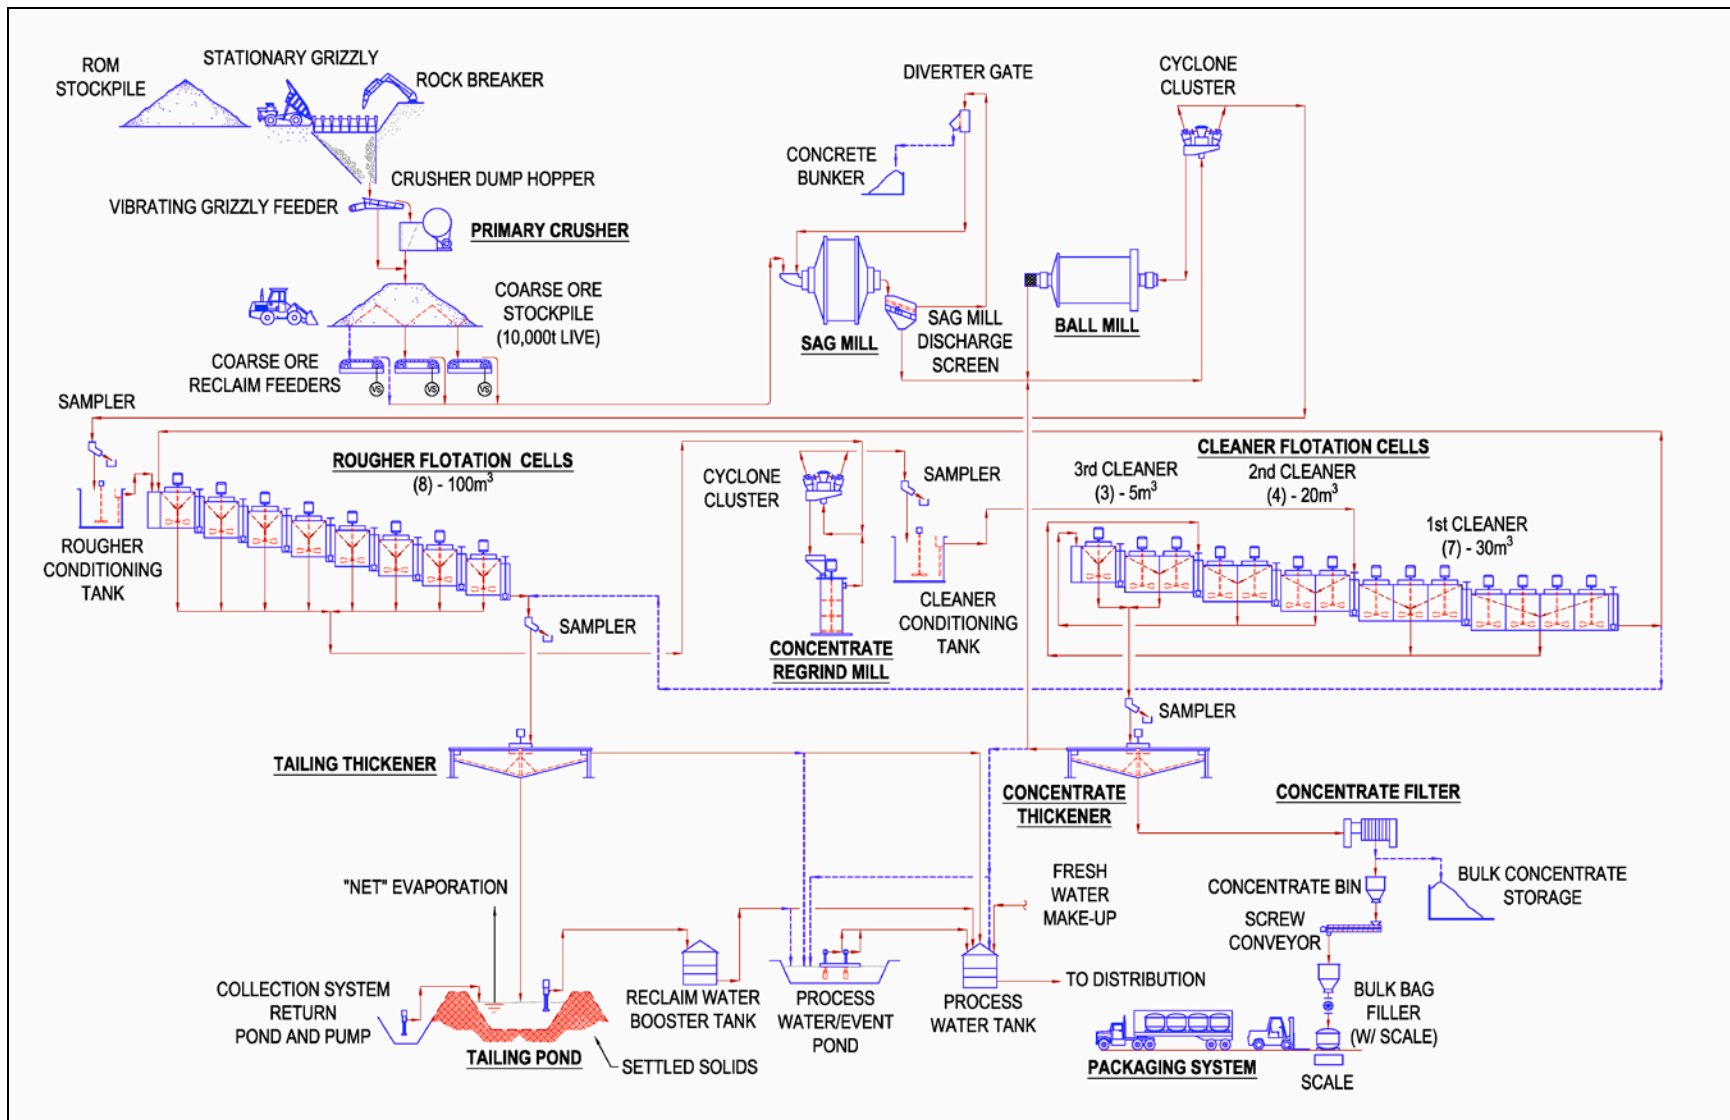 ROM
STOCKPILE
STATIONARY GRIZZLY
ROCK BREAKER
CRUSHER DUMP HOPPER
VIBRATING GRIZZLY FEEDER
PRIMARY CRUSHER
COARSE ORE
STOCKPILE
(10,000t LIVE)
COARSE ORE
RECLAIM FEEDERS
VS
VS
VS
DIVERTER GATE
CONCRETE
BUNKER
CYCLONE
CLUSTER
SAG MILL
SAG MILL
DISCHARGE
SCREEN
BALL MILL
SAMPLER
ROUGHER FLOTATION CELLS
(8) - 100m³
ROUGHER
CONDITIONING
TANK
SAMPLER
CYCLONE
CLUSTER
SAMPLER
CONCENTRATE
REGRIND MILL
CLEANER
CONDITIONING
TANK
CLEANER FLOTATION CELLS
3rd CLEANER
(3) - 5m³
2nd CLEANER
(4) - 20m³
1st CLEANER
(7) - 30m³
SAMPLER
TAILING THICKENER
CONCENTRATE
THICKENER
CONCENTRATE FILTER
"NET" EVAPORATION
FRESH
WATER
MAKE-UP
CONCENTRATE BIN
BULK CONCENTRATE
STORAGE
SCREW
CONVEYOR
COLLECTION SYSTEM
RETURN
POND AND PUMP
TAILING POND
SETTLED SOLIDS
RECLAIM WATER
BOOSTER TANK
PROCESS
WATER/EVENT
POND
PROCESS
WATER TANK
TO DISTRIBUTION
BULK BAG
FILLER
(W/ SCALE)
PACKAGING SYSTEM
SCALE